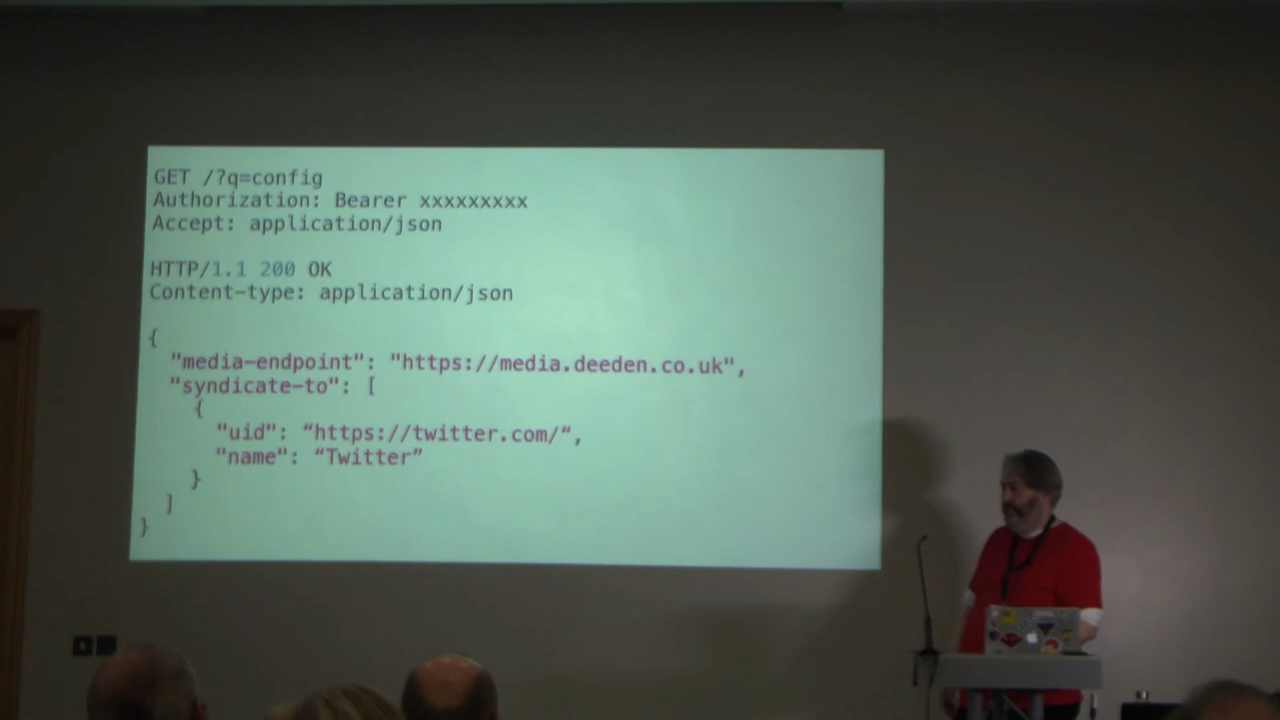 GET /?q=config
Authorization: Bearer xxxxxxxxx
Accept: application/json
HTTP/1.1 200 OK
Content-type: application/json
{
"media-endpoint": "https://media.deeden.co.uk",
"syndicate-to": [
{
"uid": “https://twitter.com/“,
"name": “Twitter”
}
]
}